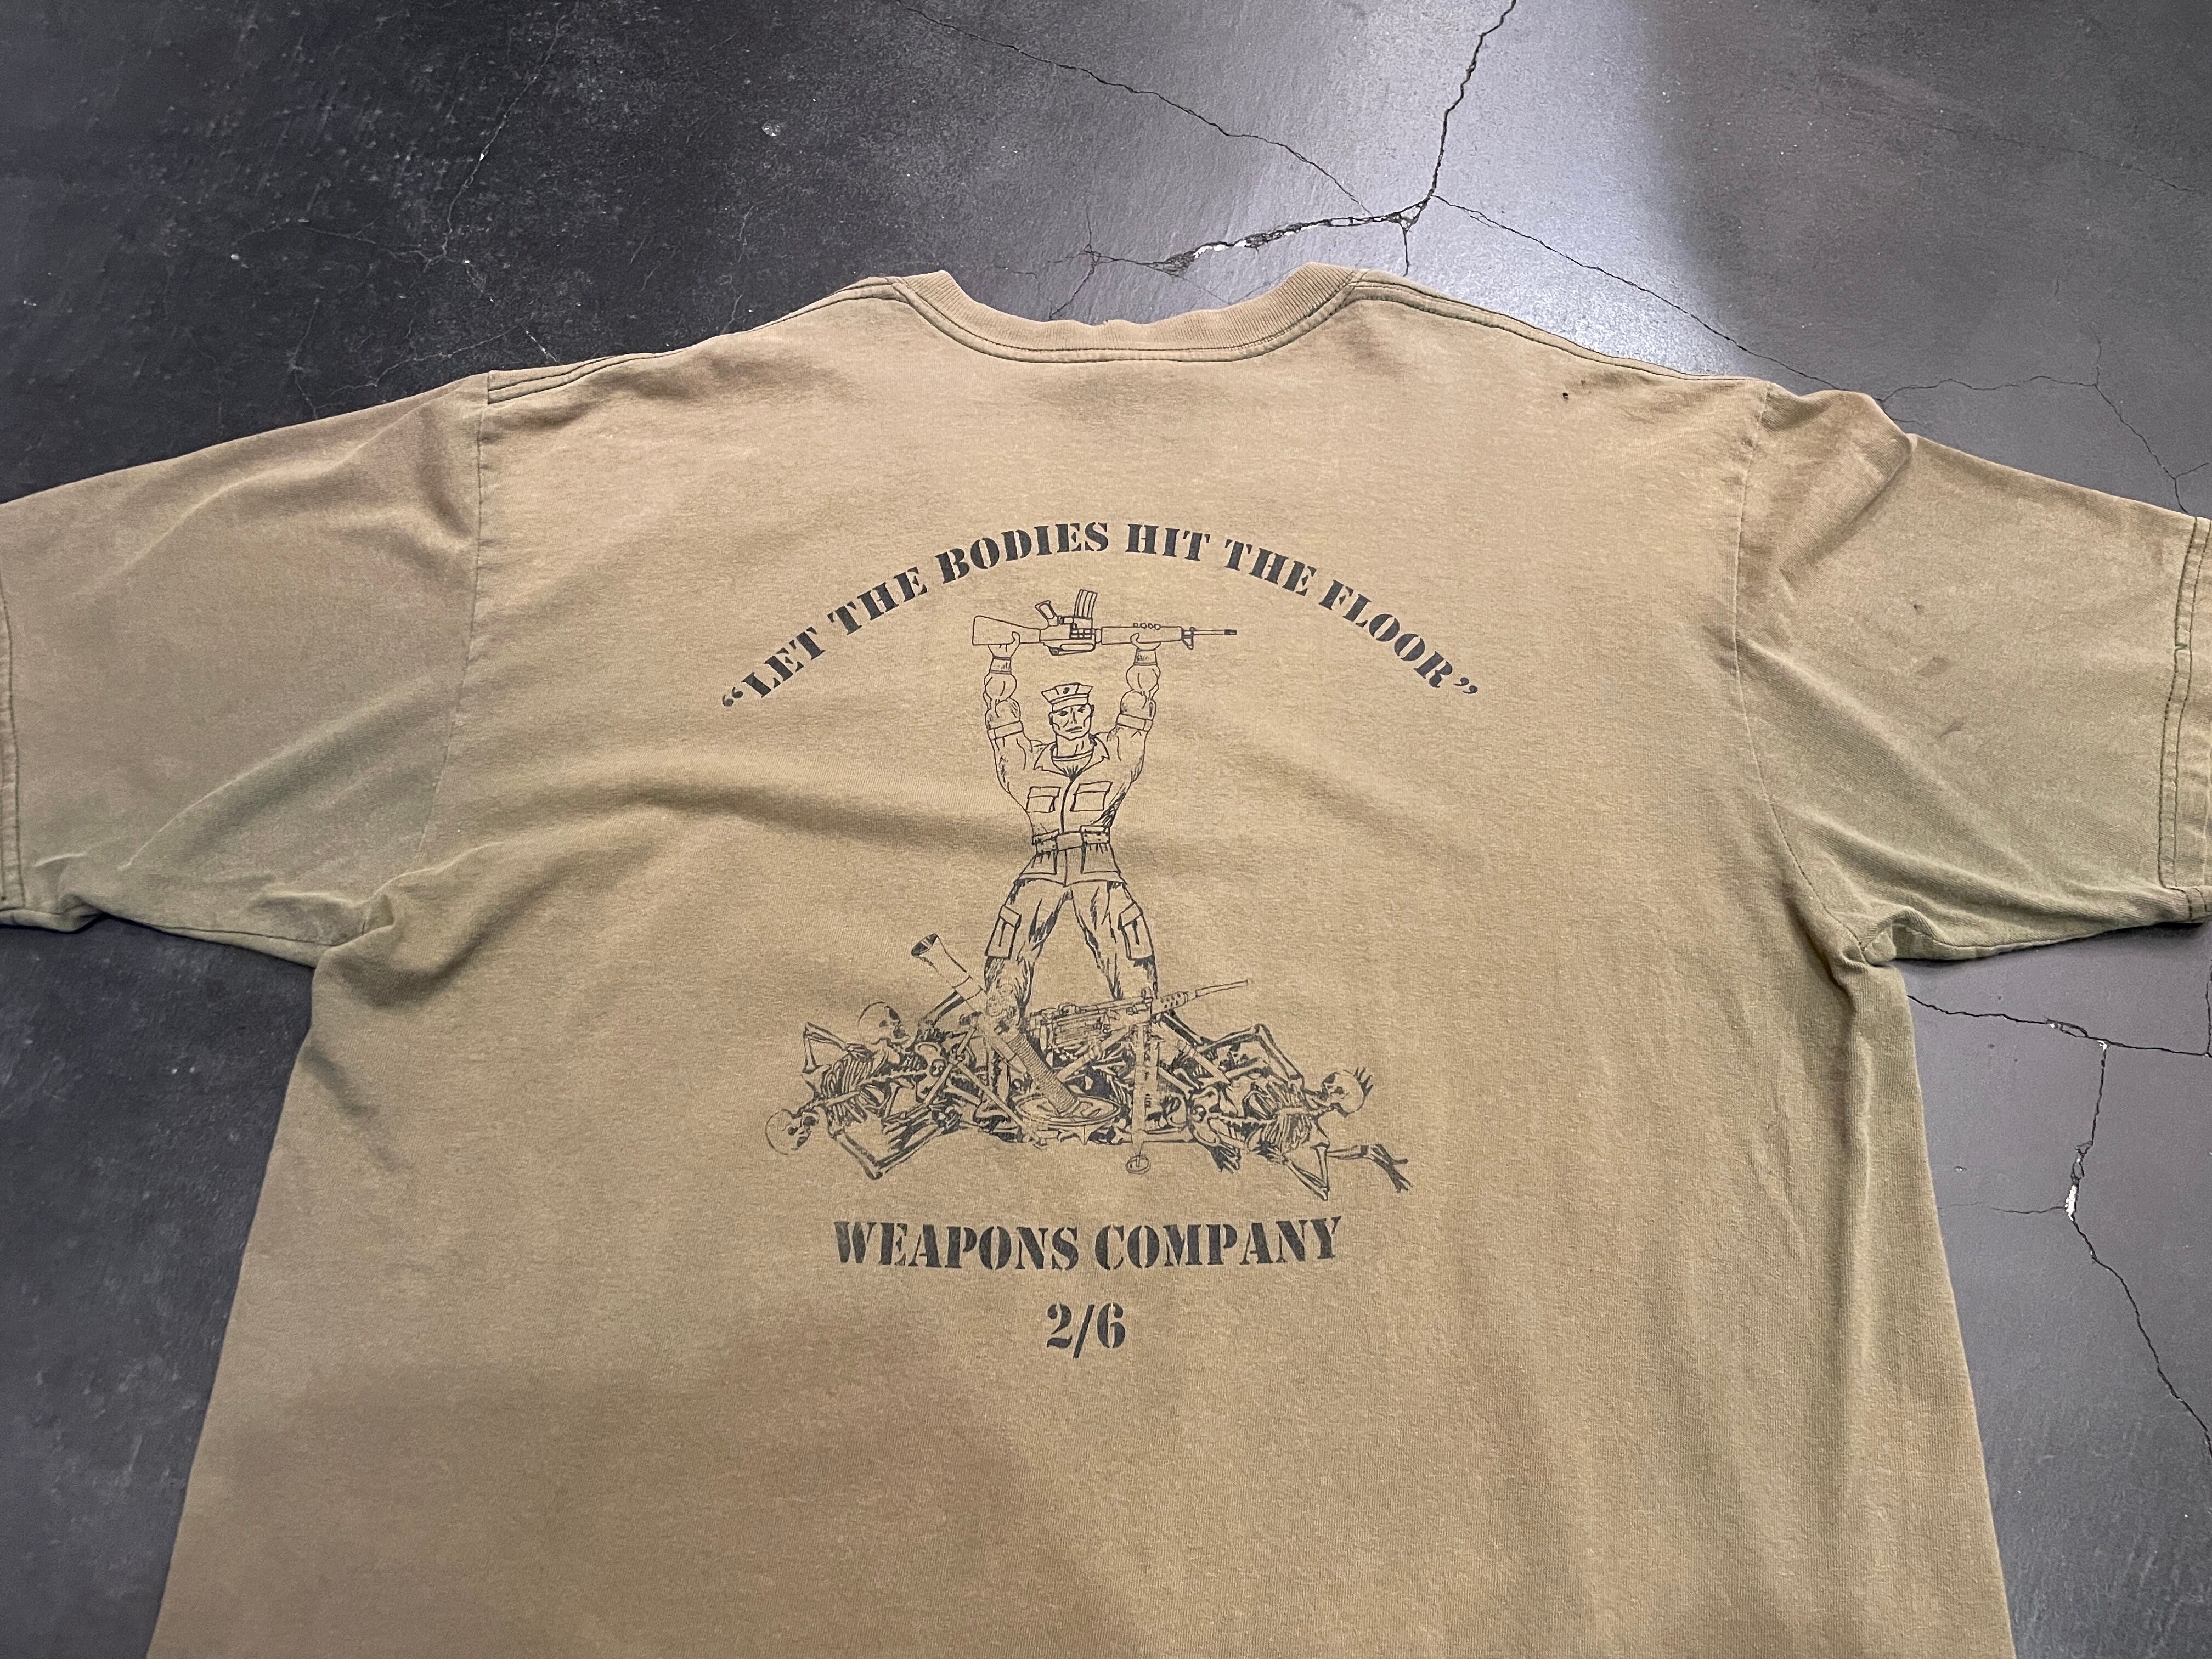 “LET THE BODIES HIT THE FLOOR”
WEAPONS COMPANY
2/6